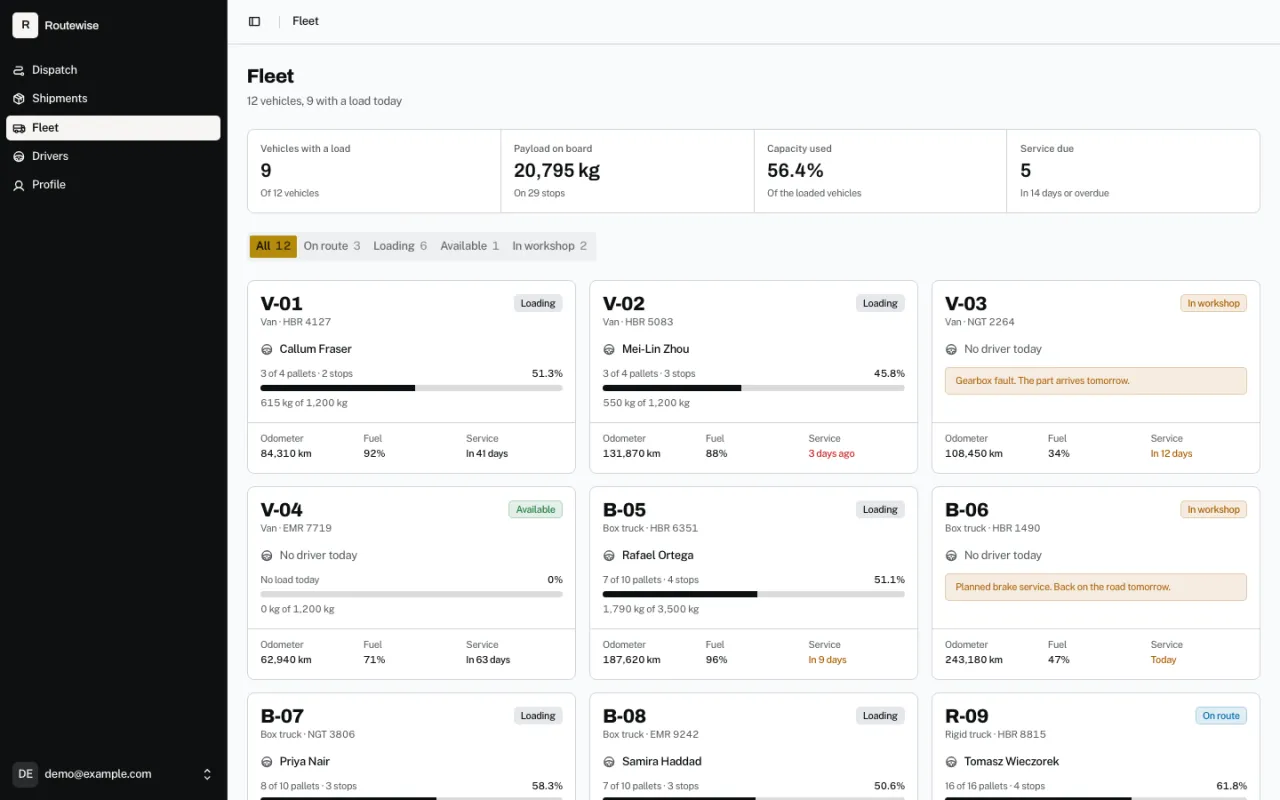 R Routewise
Dispatch
Shipments
Fleet
Drivers
Profile
DE demo@example.com
Fleet
Fleet
12 vehicles, 9 with a load today
Vehicles with a load
9
Of 12 vehicles
Payload on board
20,795 kg
On 29 stops
Capacity used
56.4%
Of the loaded vehicles
Service due
5
In 14 days or overdue
All 12 On route 3 Loading 6 Available 1 In workshop 2
V-01 Loading
Van · HBR 4127
Callum Fraser
3 of 4 pallets · 2 stops 51.3%
615 kg of 1,200 kg
Odometer Fuel Service
84,310 km 92% In 41 days
V-02 Loading
Van · HBR 5083
Mei-Lin Zhou
3 of 4 pallets · 3 stops 45.8%
550 kg of 1,200 kg
Odometer Fuel Service
131,870 km 88% 3 days ago
V-03 In workshop
Van · NGT 2264
No driver today
Gearbox fault. The part arrives tomorrow.
Odometer Fuel Service
108,450 km 34% In 12 days
V-04 Available
Van · EMR 7719
No driver today
No load today 0%
0 kg of 1,200 kg
Odometer Fuel Service
62,940 km 71% In 63 days
B-05 Loading
Box truck · HBR 6351
Rafael Ortega
7 of 10 pallets · 4 stops 51.1%
1,790 kg of 3,500 kg
Odometer Fuel Service
187,620 km 96% In 9 days
B-06 In workshop
Box truck · HBR 1490
No driver today
Planned brake service. Back on the road tomorrow.
Odometer Fuel Service
243,180 km 47% Today
B-07 Loading
Box truck · NGT 3806
Priya Nair
8 of 10 pallets · 3 stops 58.3%
B-08 Loading
Box truck · EMR 9242
Samira Haddad
7 of 10 pallets · 3 stops 50.6%
R-09 On route
Rigid truck · HBR 8815
Tomasz Wieczorek
16 of 16 pallets · 4 stops 61.8%